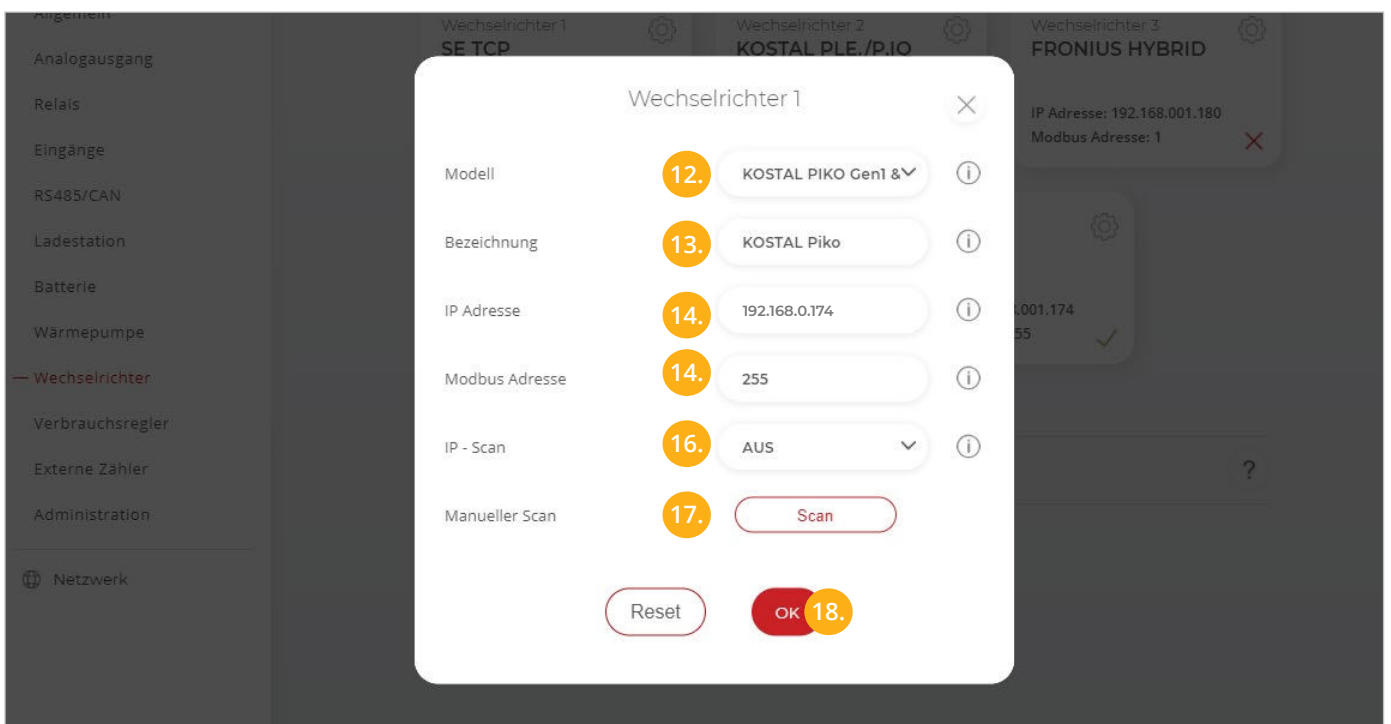 Allgemein
Analogausgang
Relais
Eingänge
RS485/CAN
Ladestation
Batterie
Wärmepumpe
Wechselrichter
Verbrauchsregler
Externe Zähler
Administration
Netzwerk
Wechselrichter 1
SE TCP
Wechselrichter 2
KOSTAL PLE./P.IQ
Wechselrichter 3
FRONIUS HYBRID
IP Adresse: 192.168.001.180
Modbus Adresse: 1
.001.174
55
?
Wechselrichter 1
Modell 12. KOSTAL PIKO Gen1 &
Bezeichnung 13. KOSTAL Piko
IP Adresse 14. 192.168.0.174
Modbus Adresse 14. 255
IP - Scan 16. AUS
Manueller Scan 17. Scan
Reset OK 18.